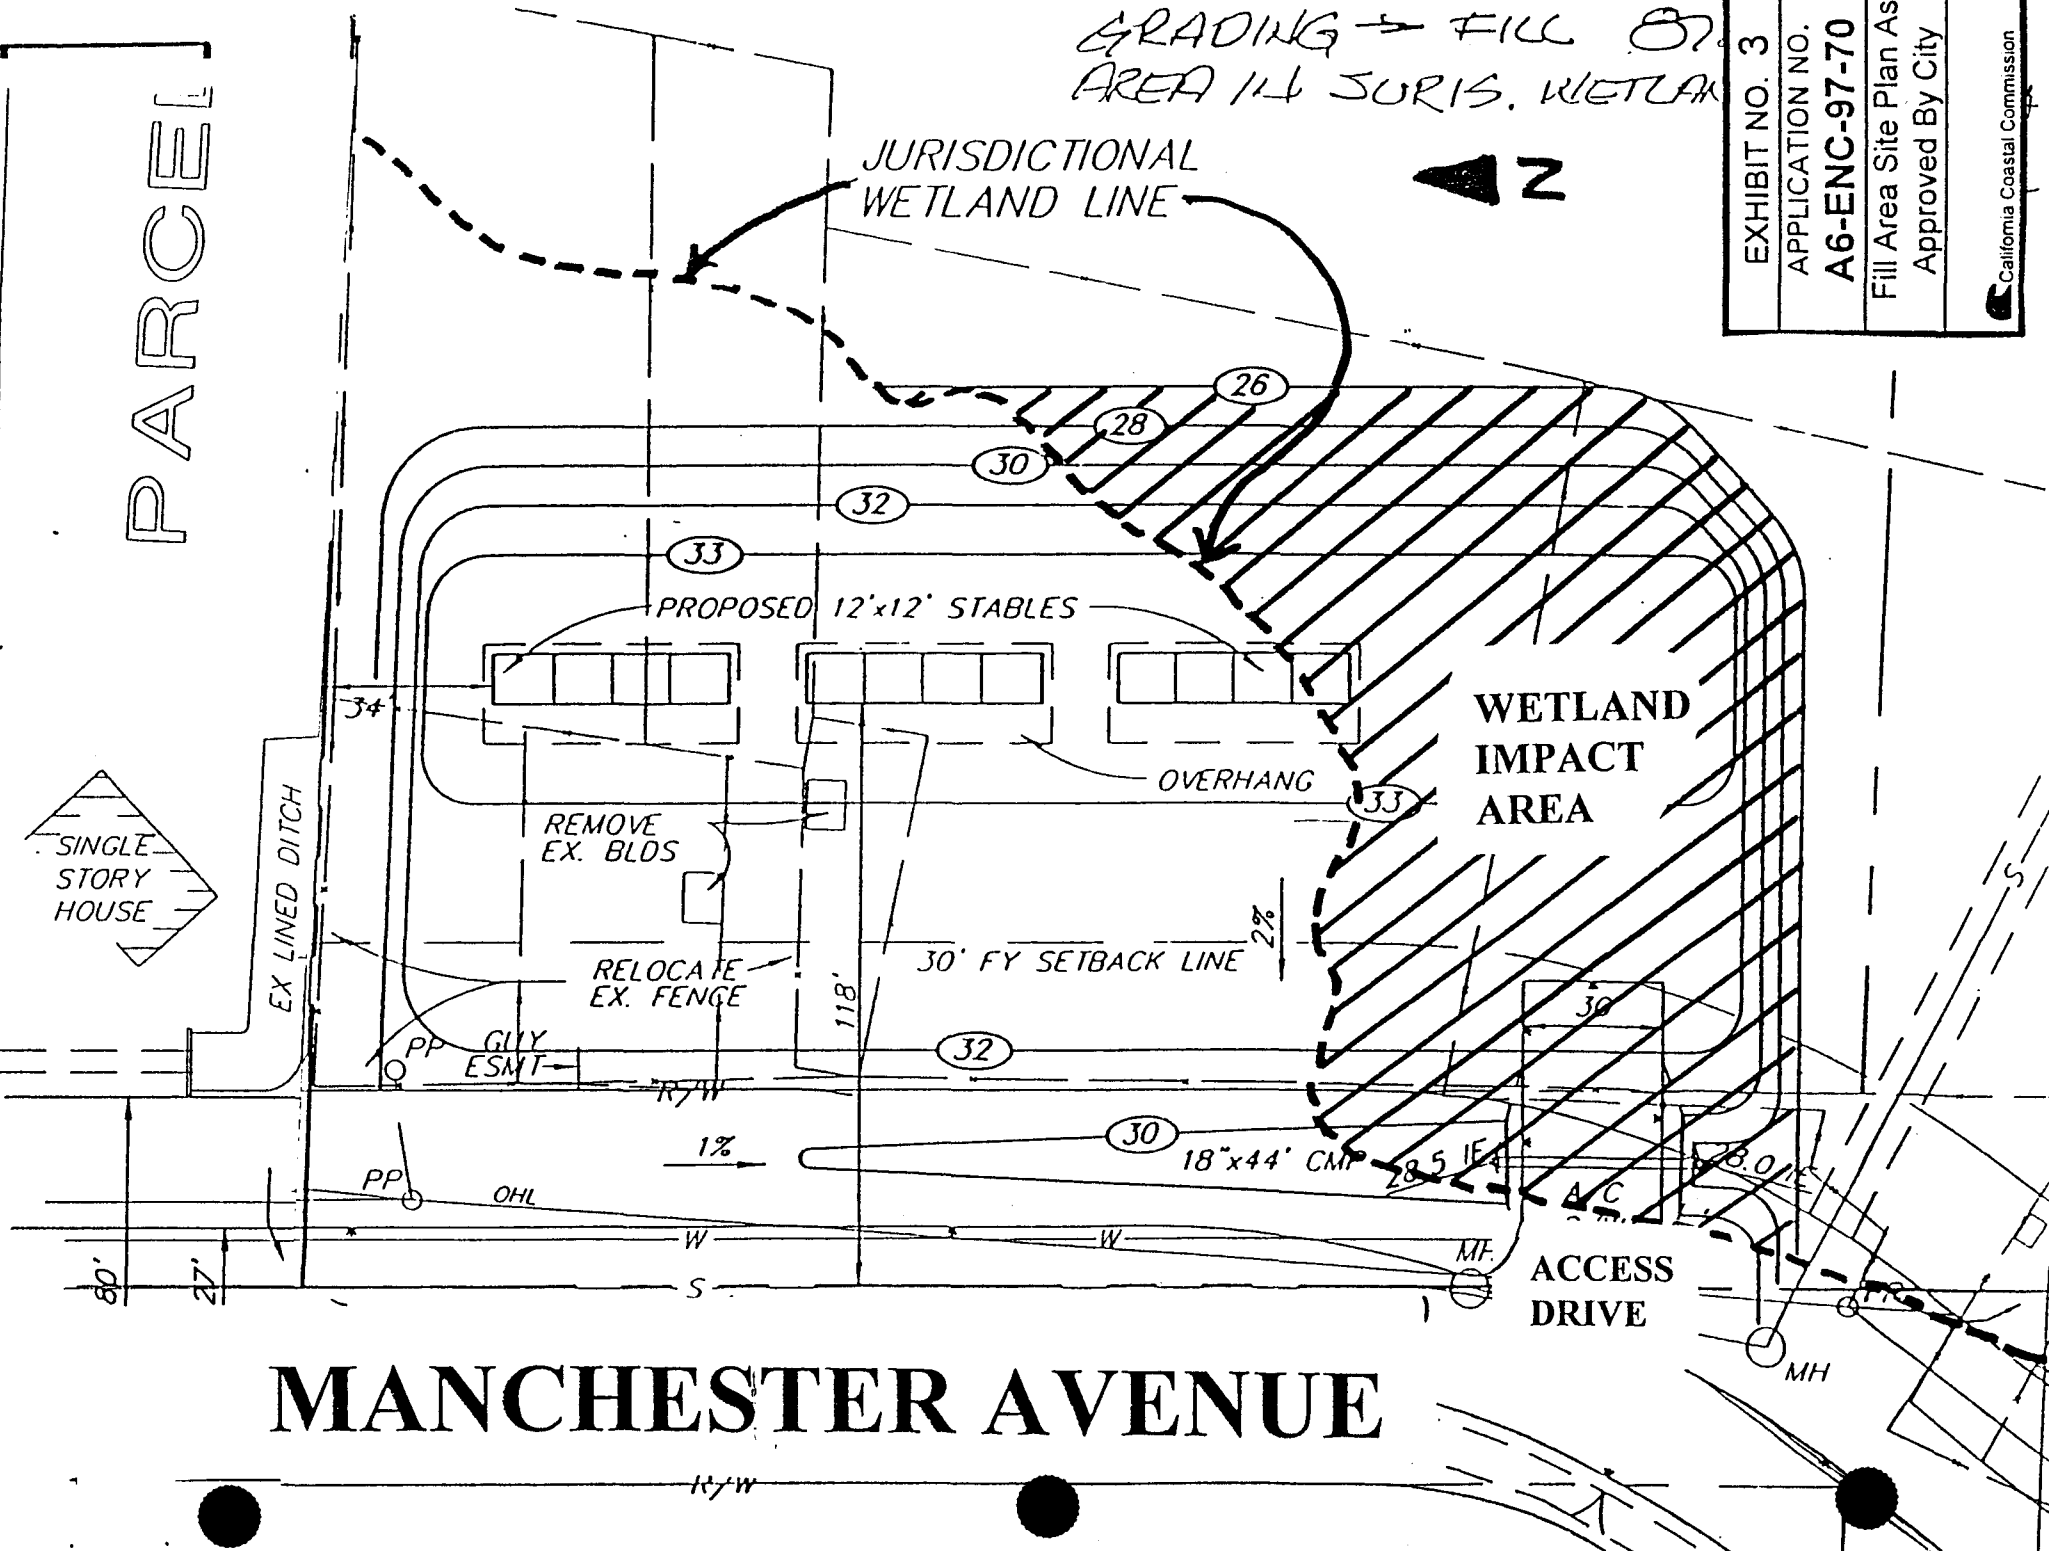 GRADING → FILL 87.
AREA IN JURIS. WETLAN
EXHIBIT NO. 3
APPLICATION NO.
A6-ENC-97-70
Fill Area Site Plan As
Approved By City
California Coastal Commission
N
PARCEL
JURISDICTIONAL
WETLAND LINE
26
28
30
32
33
PROPOSED 12'x12' STABLES
34'
WETLAND
IMPACT
AREA
OVERHANG
33
REMOVE
EX. BLDS
SINGLE
STORY
HOUSE
EX LINED DITCH
2%
30' FY SETBACK LINE
RELOCATE
EX. FENCE
118'
30
PP
GUY
ESMT
32
R/W
30
1%
18"x44' CMP
28.5 IE
28.0 IE
A.C
PP
OHL
W
W
S
S
80'
27'
MH
ACCESS
DRIVE
PP
MH
MANCHESTER AVENUE
R/W